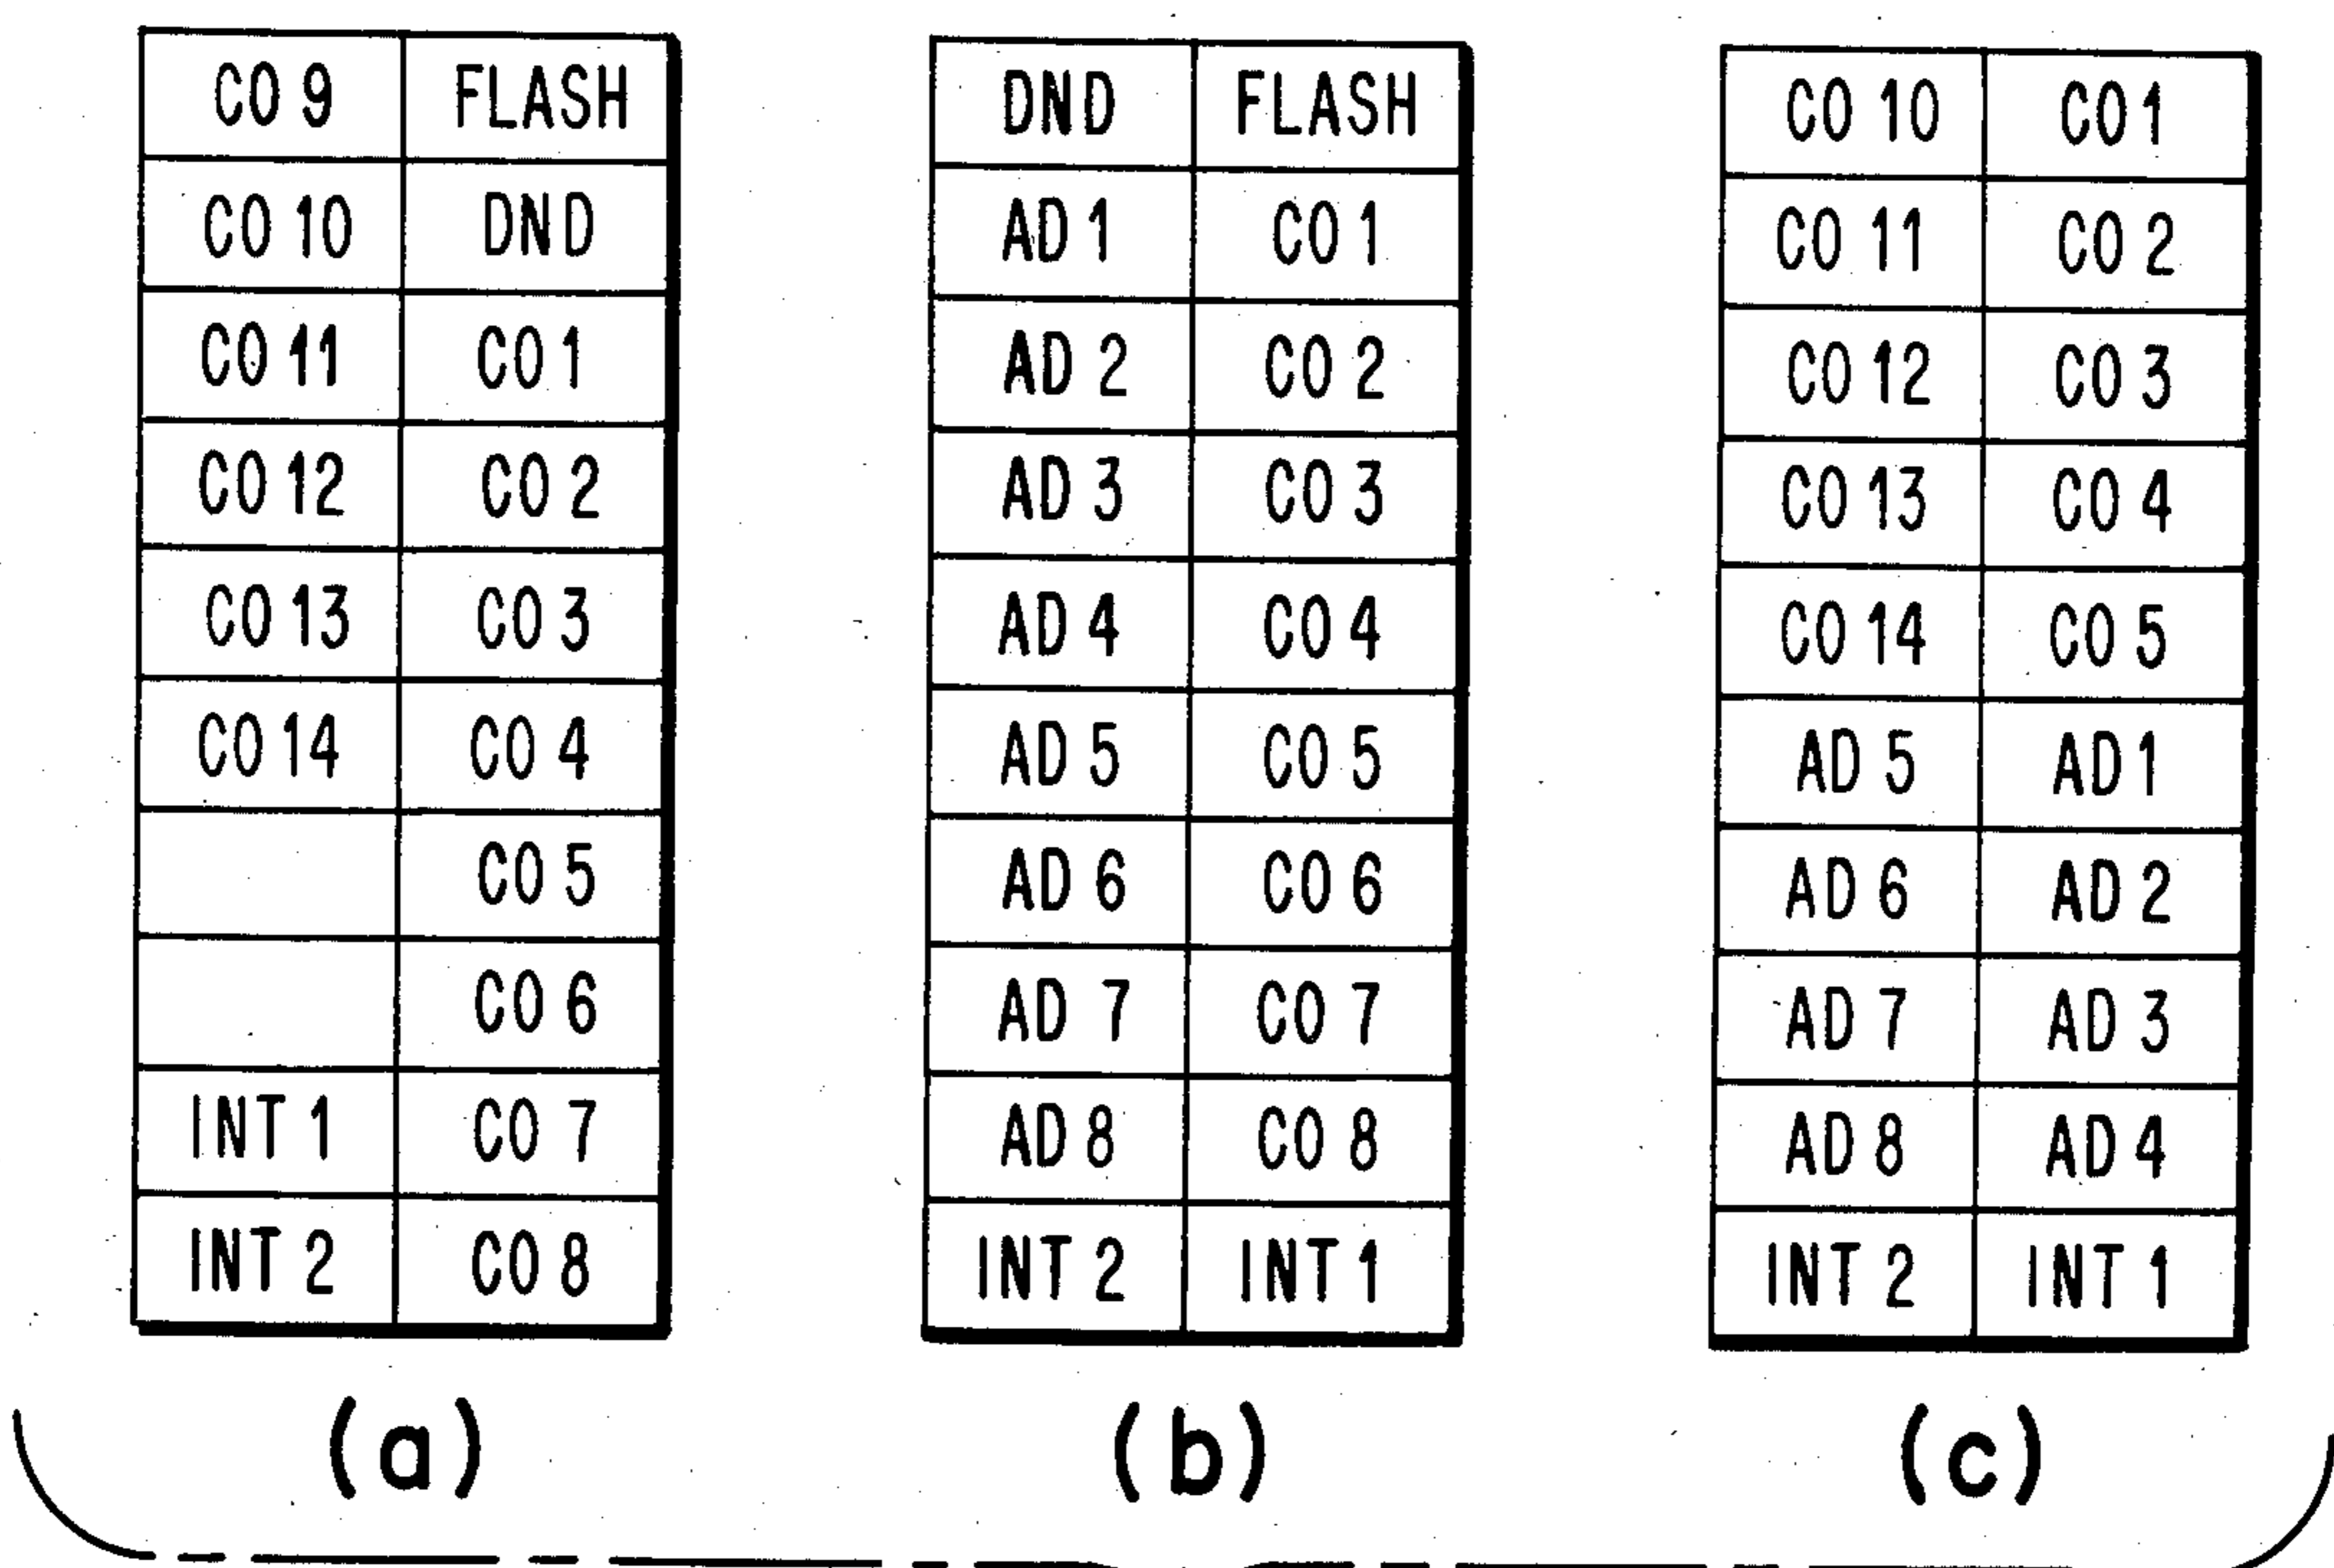 CO 9 FLASH
CO 10 DND
CO 11 CO 1
CO 12 CO 2
CO 13 CO 3
CO 14 CO 4
CO 5
CO 6
INT 1 CO 7
INT 2 CO 8
(a)
DND FLASH
AD 1 CO 1
AD 2 CO 2
AD 3 CO 3
AD 4 CO 4
AD 5 CO 5
AD 6 CO 6
AD 7 CO 7
AD 8 CO 8
INT 2 INT 1
(b)
CO 10 CO 1
CO 11 CO 2
CO 12 CO 3
CO 13 CO 4
CO 14 CO 5
AD 5 AD 1
AD 6 AD 2
AD 7 AD 3
AD 8 AD 4
INT 2 INT 1
(c)